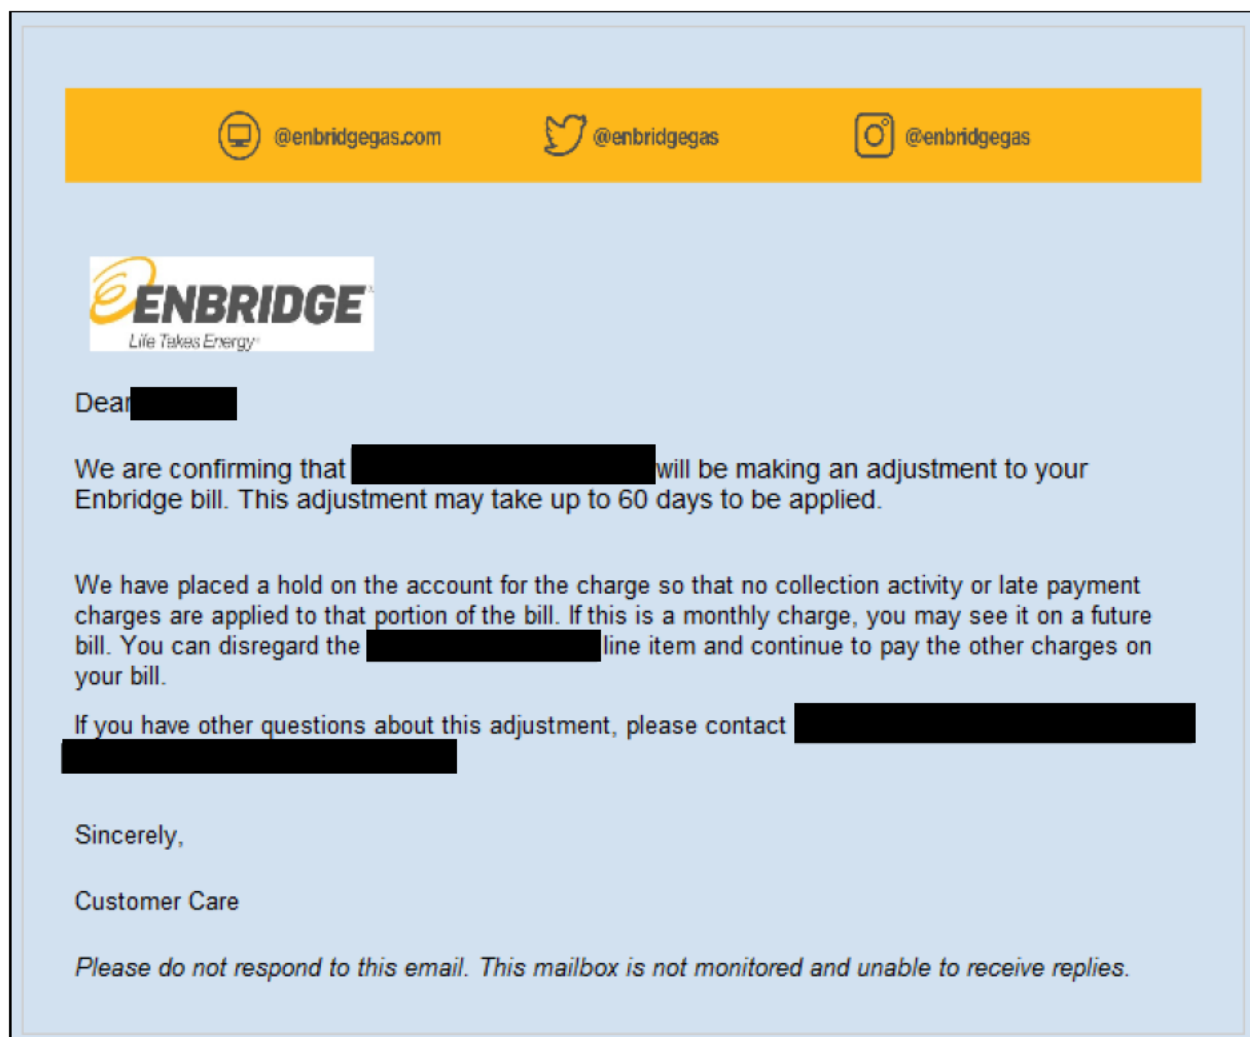 @enbridgegas.com @enbridgegas @enbridgegas
ENBRIDGE
Life Takes Energy
Dear
We are confirming that will be making an adjustment to your
Enbridge bill. This adjustment may take up to 60 days to be applied.
We have placed a hold on the account for the charge so that no collection activity or late payment
charges are applied to that portion of the bill. If this is a monthly charge, you may see it on a future
bill. You can disregard the line item and continue to pay the other charges on
your bill.
If you have other questions about this adjustment, please contact
Sincerely,
Customer Care
Please do not respond to this email. This mailbox is not monitored and unable to receive replies.